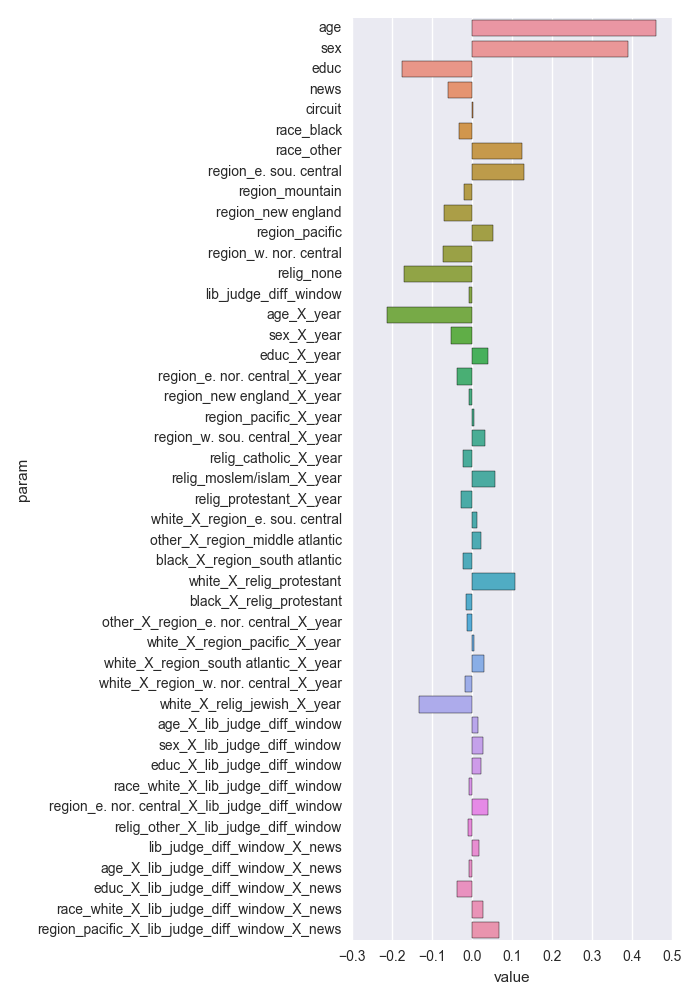 age
sex
educ
news
circuit
race_black
race_other
region_e. sou. central
region_mountain
region_new england
region_pacific
region_w. nor. central
relig_none
lib_judge_diff_window
age_X_year
sex_X_year
educ_X_year
region_e. nor. central_X_year
region_new england_X_year
region_pacific_X_year
region_w. sou. central_X_year
relig_catholic_X_year
relig_moslem/islam_X_year
relig_protestant_X_year
white_X_region_e. sou. central
other_X_region_middle atlantic
black_X_region_south atlantic
white_X_relig_protestant
black_X_relig_protestant
other_X_region_e. nor. central_X_year
white_X_region_pacific_X_year
white_X_region_south atlantic_X_year
white_X_region_w. nor. central_X_year
white_X_relig_jewish_X_year
age_X_lib_judge_diff_window
sex_X_lib_judge_diff_window
educ_X_lib_judge_diff_window
race_white_X_lib_judge_diff_window
region_e. nor. central_X_lib_judge_diff_window
relig_other_X_lib_judge_diff_window
lib_judge_diff_window_X_news
age_X_lib_judge_diff_window_X_news
educ_X_lib_judge_diff_window_X_news
race_white_X_lib_judge_diff_window_X_news
region_pacific_X_lib_judge_diff_window_X_news
param
−0.3 −0.2 −0.1 0.0 0.1 0.2 0.3 0.4 0.5
value